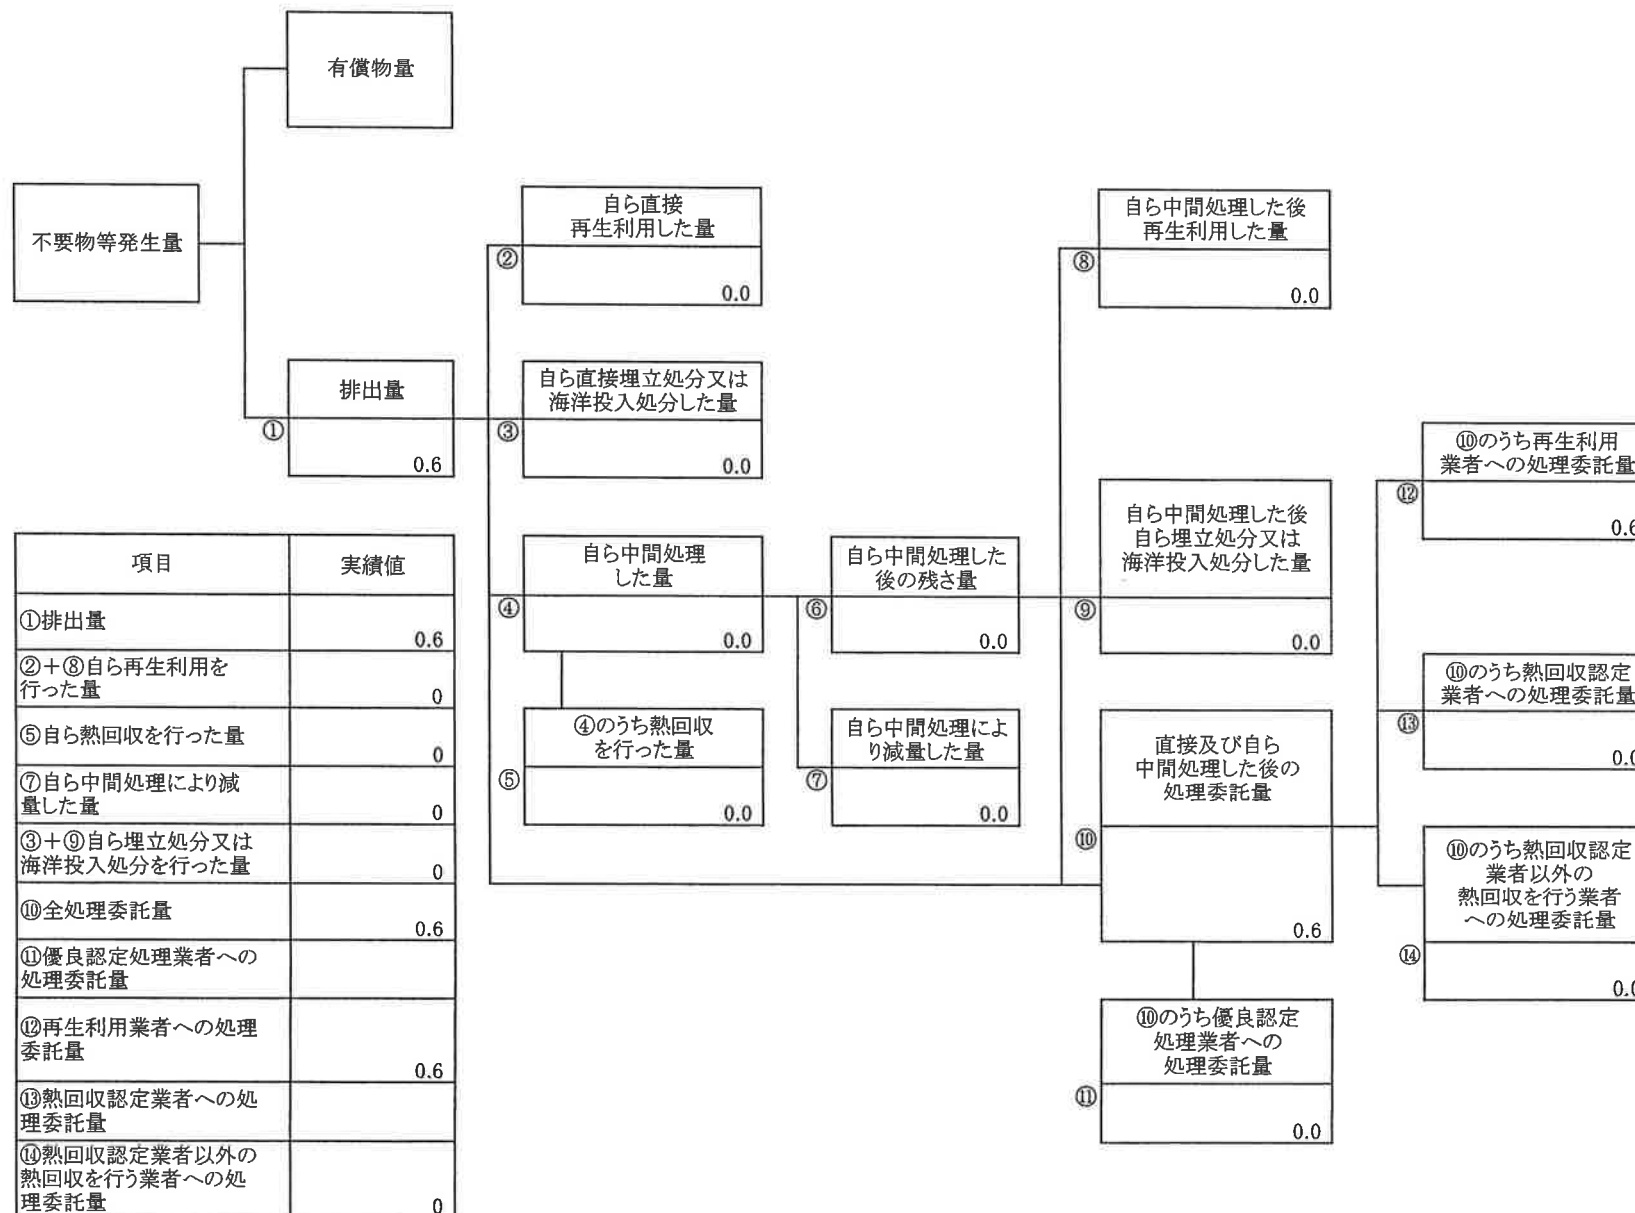 有償物量
不要物等発生量
自ら直接
再生利用した量
②
0.0
自ら中間処理した後
再生利用した量
⑧
0.0
排出量
①
0.6
自ら直接埋立処分又は
海洋投入処分した量
③
0.0
⑩のうち再生利用
業者への処理委託量
⑫
0.6
自ら中間処理
した量
④
0.0
自ら中間処理した
後の残さ量
⑥
0.0
自ら中間処理した後
自ら埋立処分又は
海洋投入処分した量
⑨
0.0
⑩のうち熱回収認定
業者への処理委託量
⑬
0.0
④のうち熱回収
を行った量
⑤
0.0
自ら中間処理によ
り減量した量
⑦
0.0
直接及び自ら
中間処理した後の
処理委託量
⑩
0.6
⑩のうち熱回収認定
業者以外の
熱回収を行う業者
への処理委託量
⑭
0.0
⑩のうち優良認定
処理業者への
処理委託量
⑪
0.0
項目 実績値
①排出量
0.6
②+⑧自ら再生利用を
行った量
0
⑤自ら熱回収を行った量
0
⑦自ら中間処理により減
量した量
0
③+⑨自ら埋立処分又は
海洋投入処分を行った量
0
⑩全処理委託量
0.6
⑪優良認定処理業者への
処理委託量
⑫再生利用業者への処理
委託量
0.6
⑬熱回収認定業者への処
理委託量
⑭熱回収認定業者以外の
熱回収を行う業者への処
理委託量
0